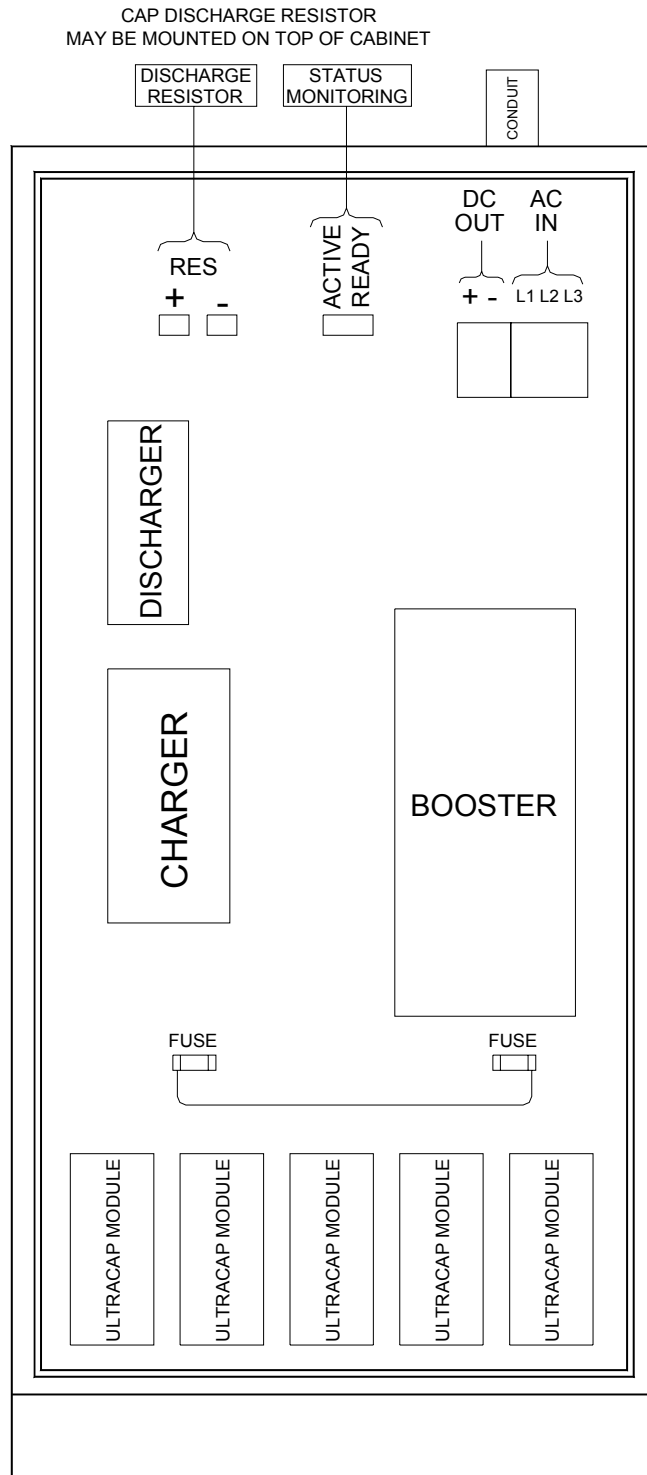 CAP DISCHARGE RESISTOR
MAY BE MOUNTED ON TOP OF CABINET
DISCHARGE
RESISTOR
STATUS
MONITORING
CONDUIT
RES
+ -
ACTIVE
READY
DC
OUT
AC
IN
+ - L1 L2 L3
DISCHARGER
CHARGER
BOOSTER
FUSE
FUSE
ULTRACAP MODULE
ULTRACAP MODULE
ULTRACAP MODULE
ULTRACAP MODULE
ULTRACAP MODULE